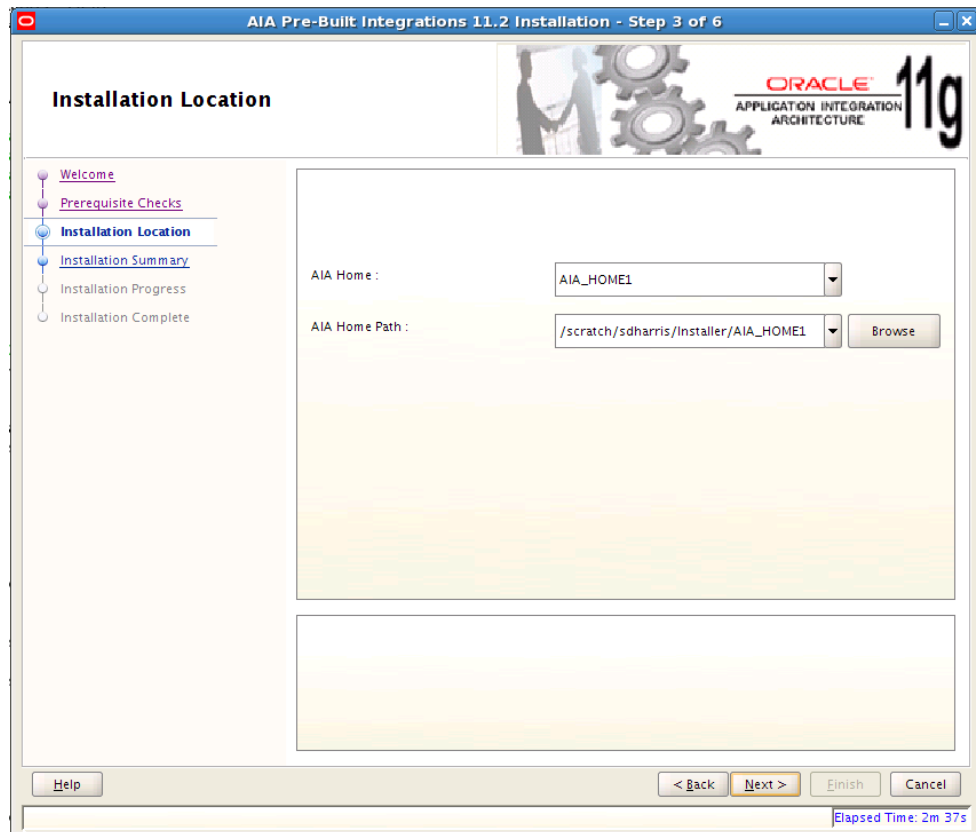 AIA Pre-Built Integrations 11.2 Installation - Step 3 of 6
Installation Location
ORACLE
APPLICATION INTEGRATION
ARCHITECTURE
11g
Welcome
Prerequisite Checks
Installation Location
Installation Summary
Installation Progress
Installation Complete
AIA Home :
AIA_HOME1
AIA Home Path :
/scratch/sdharris/Installer/AIA_HOME1
Browse
Help
< Back
Next >
Finish
Cancel
Elapsed Time: 2m 37s